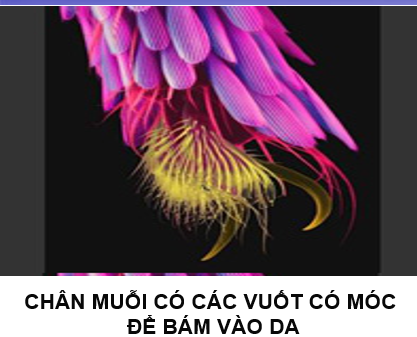 CHÂN MUỖI CÓ CÁC VUỐT CÓ MÓC
ĐỂ BÁM VÀO DA